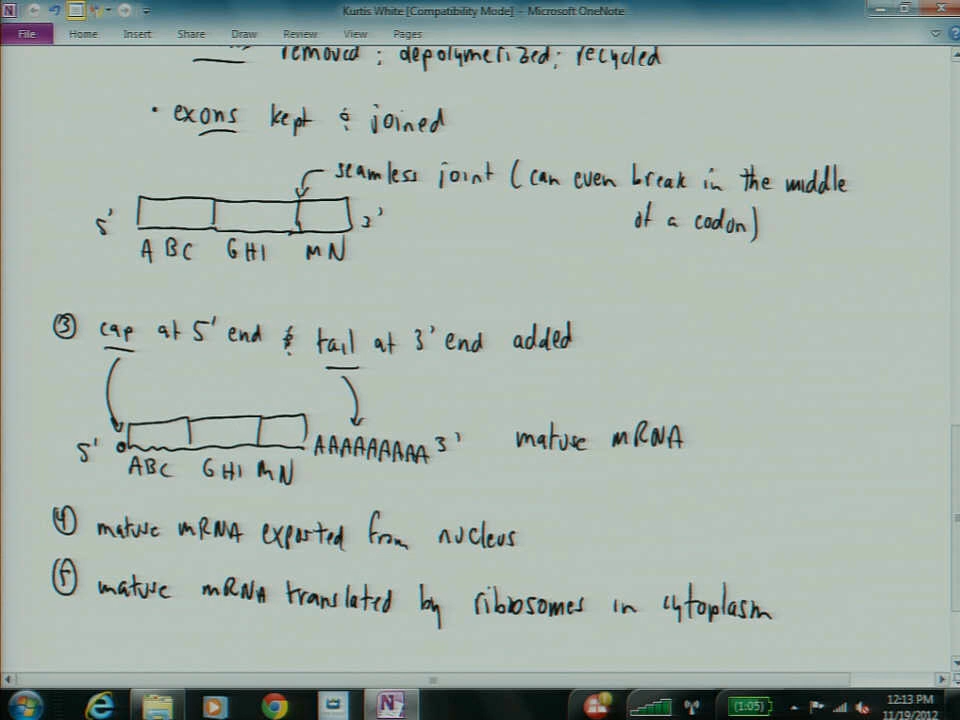 Kurtis White [Compatibility Mode] - Microsoft OneNote
File Home Insert Share Draw Review View Pages
removed ; depolymerized ; recycled
• exons kept & joined
seamless joint (can even break in the middle
of a codon)
5' 3'
ABC GHI MN
③ cap at 5' end & tail at 3' end added
5' AAAAAAAAA 3' mature mRNA
ABC GHI MN
④ mature mRNA exported from nucleus
⑤ mature mRNA translated by ribosomes in cytoplasm
(1:05)
12:13 PM
11/19/2012